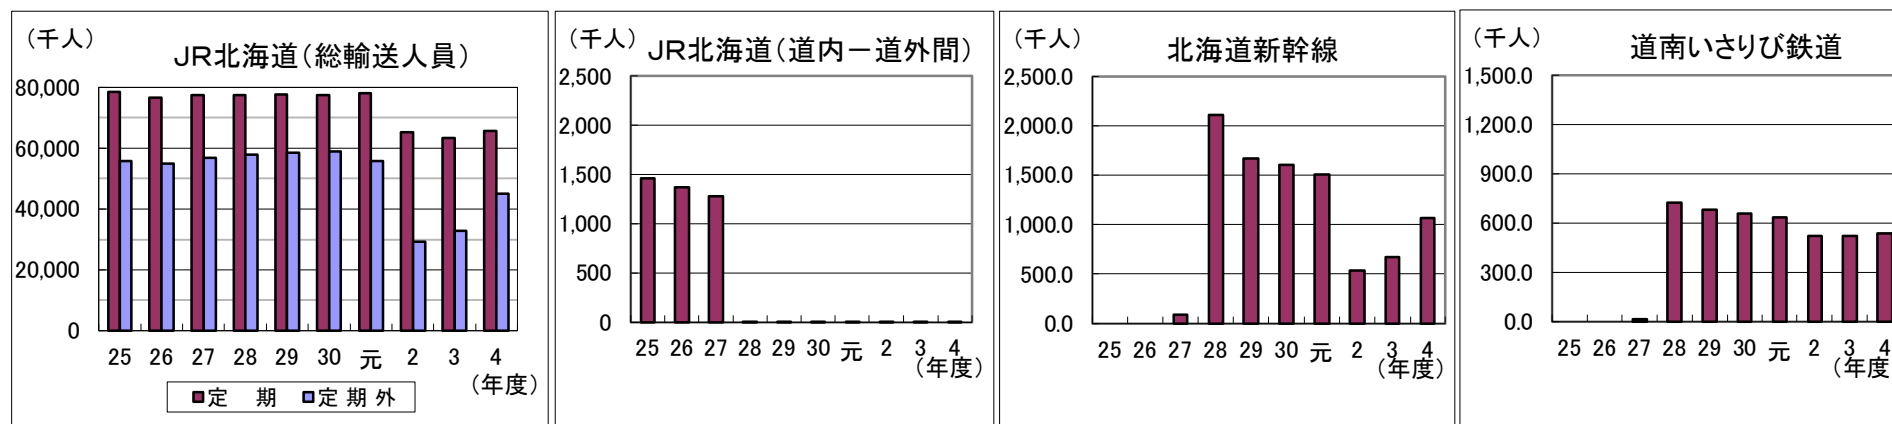 (千人)
JR北海道(総輸送人員)
80,000
60,000
40,000
20,000
0
25 26 27 28 29 30 元 2 3 4
(年度)
定 期 定期外
(千人)
JR北海道(道内－道外間)
2,500
2,000
1,500
1,000
500
0
25 26 27 28 29 30 元 2 3 4
(年度)
(千人)
北海道新幹線
2,500.0
2,000.0
1,500.0
1,000.0
500.0
0.0
25 26 27 28 29 30 元 2 3 4
(年度)
(千人)
道南いさりび鉄道
1,500.0
1,200.0
900.0
600.0
300.0
0.0
25 26 27 28 29 30 元 2 3 4
(年度